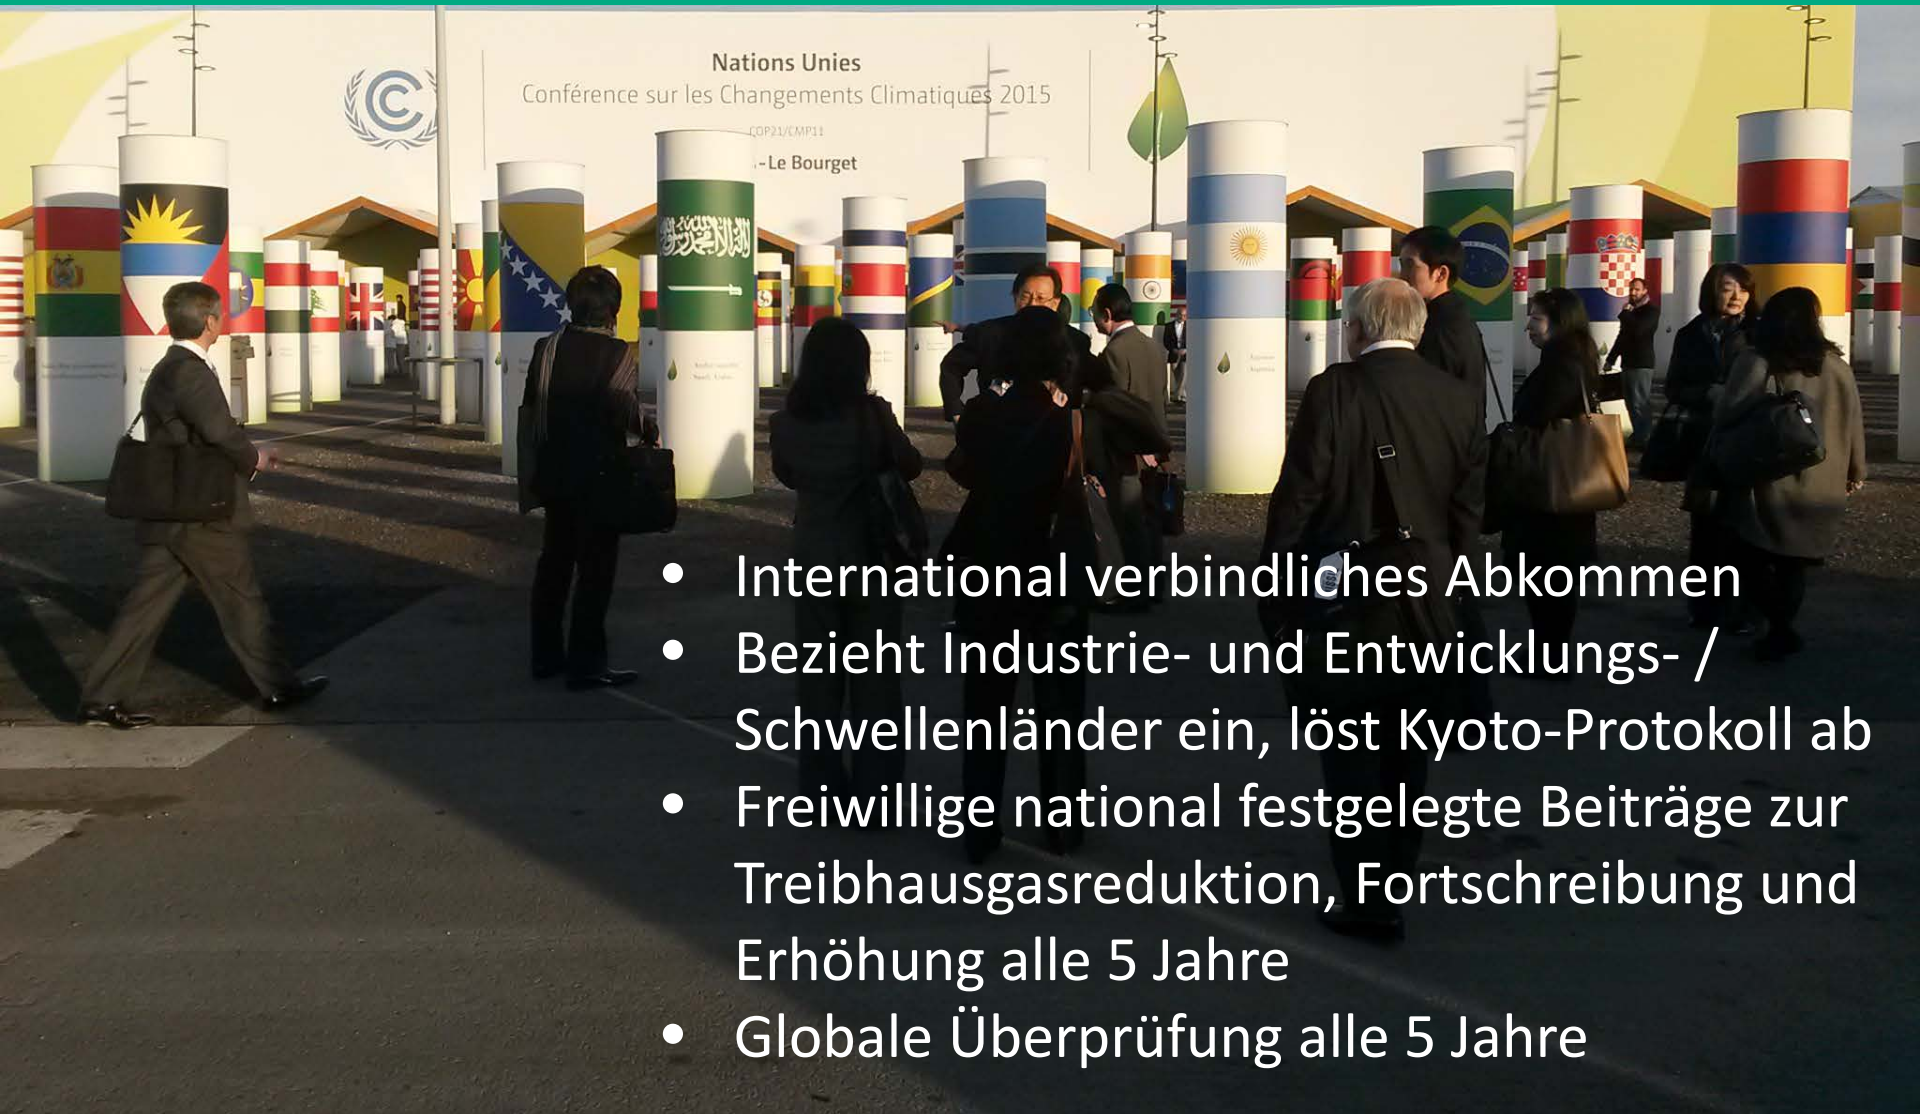 Nations Unies
Conférence sur les Changements Climatiques 2015
COP21/CMP11
-Le Bourget
• International verbindliches Abkommen
• Bezieht Industrie- und Entwicklungs- /
Schwellenländer ein, löst Kyoto-Protokoll ab
• Freiwillige national festgelegte Beiträge zur
Treibhausgasreduktion, Fortschreibung und
Erhöhung alle 5 Jahre
• Globale Überprüfung alle 5 Jahre